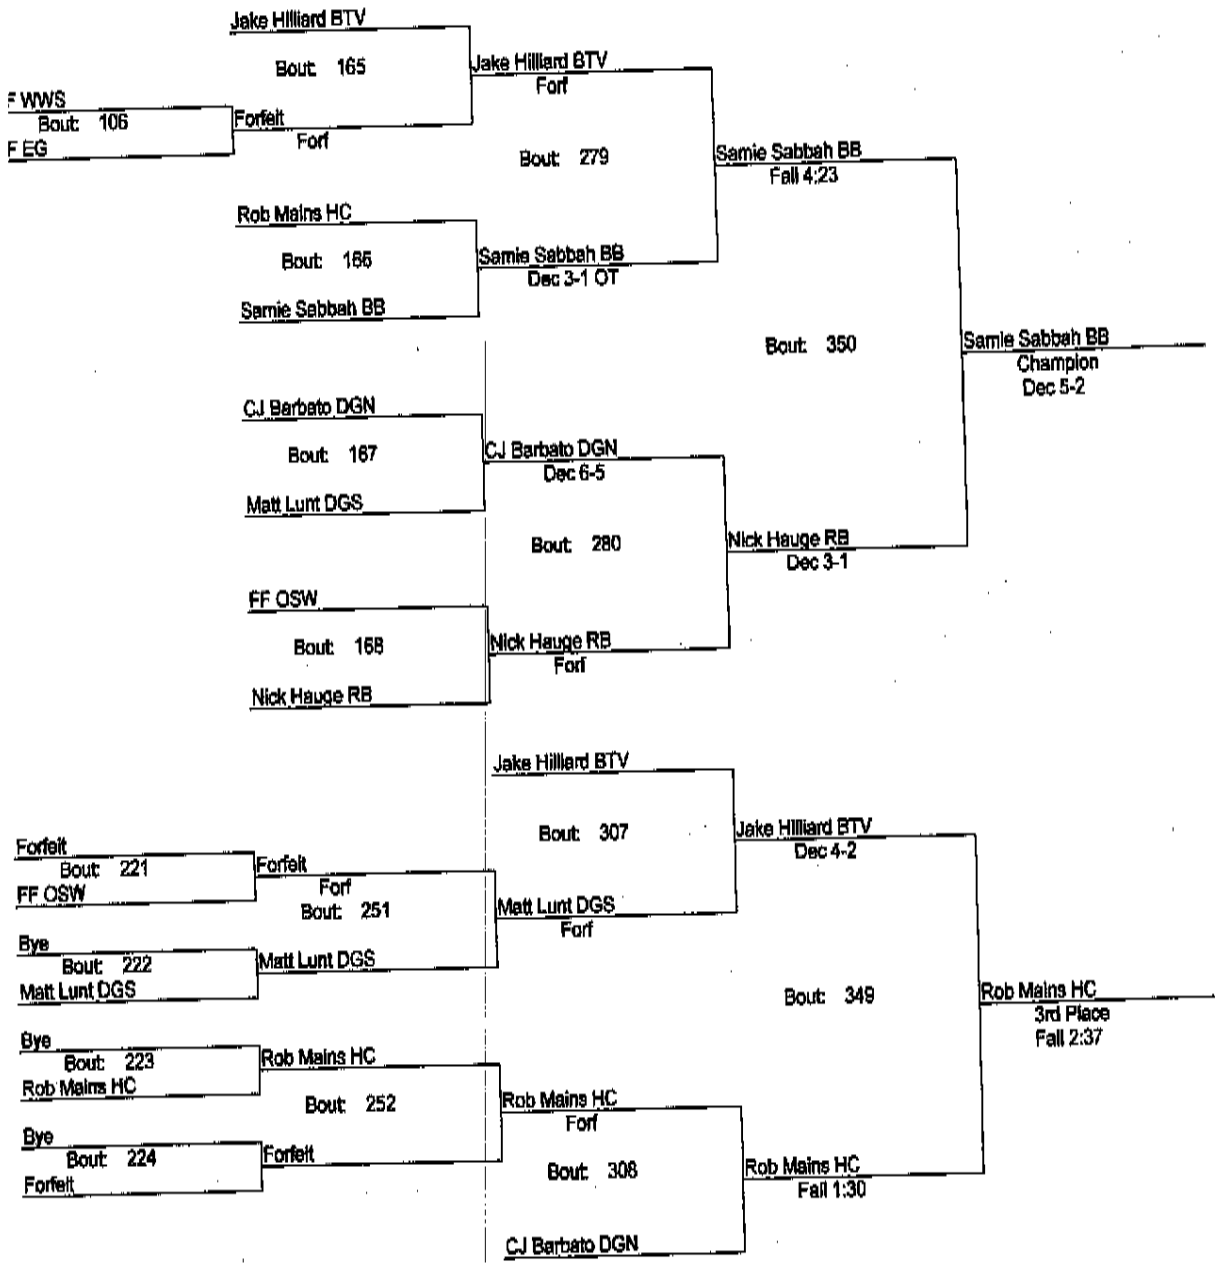 Jake Hilliard BTV
Bout: 165
Jake Hilliard BTV
Forf
F WWS
Bout: 106
Forfeit
Forf
F EG
Bout: 279
Samie Sabbah BB
Fall 4:23
Rob Mains HC
Bout: 166
Samie Sabbah BB
Dec 3-1 OT
Samie Sabbah BB
Bout: 350
Samie Sabbah BB
Champion
Dec 5-2
CJ Barbato DGN
Bout: 167
CJ Barbato DGN
Dec 6-5
Matt Lunt DGS
Bout: 280
Nick Hauge RB
Dec 3-1
FF OSW
Bout: 168
Nick Hauge RB
Forf
Nick Hauge RB
Jake Hilliard BTV
Bout: 307
Jake Hilliard BTV
Dec 4-2
Forfeit
Bout: 221
Forfeit
Forf
FF OSW
Bout: 251
Matt Lunt DGS
Forf
Bye
Bout: 222
Matt Lunt DGS
Matt Lunt DGS
Bout: 349
Rob Mains HC
3rd Place
Fall 2:37
Bye
Bout: 223
Rob Mains HC
Rob Mains HC
Bout: 252
Rob Mains HC
Forf
Bye
Bout: 224
Forfeit
Forfeit
Bout: 308
Rob Mains HC
Fall 1:30
CJ Barbato DGN